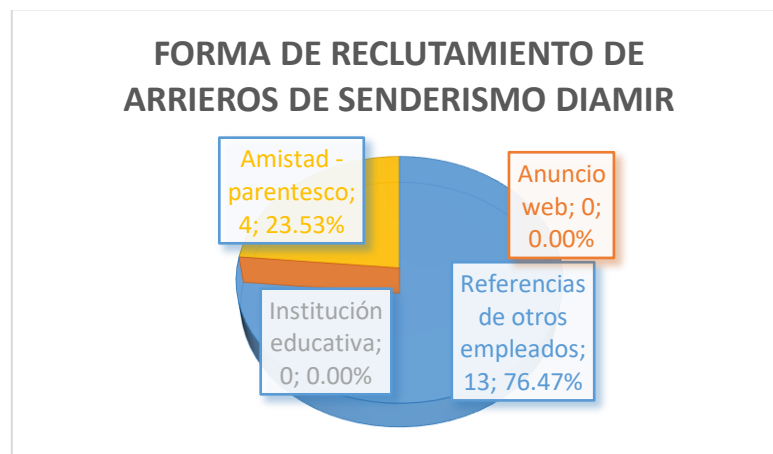 FORMA DE RECLUTAMIENTO DE
ARRIEROS DE SENDERISMO DIAMIR
Amistad -
parentesco;
4; 23.53%
Anuncio
web; 0;
0.00%
Institución
educativa;
0; 0.00%
Referencias
de otros
empleados;
13; 76.47%